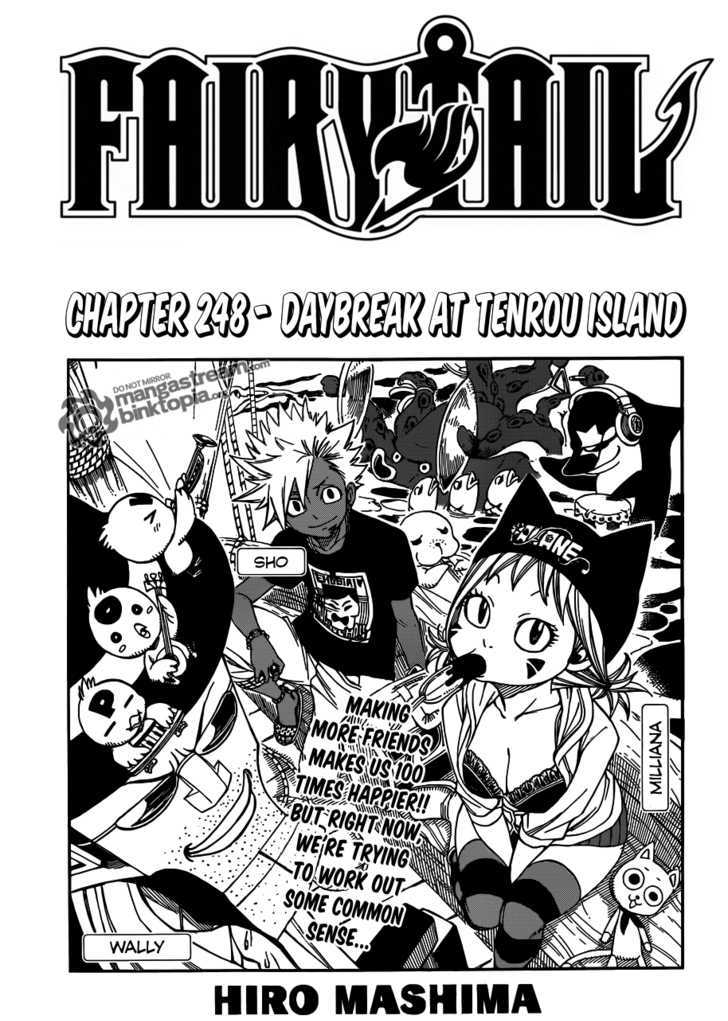 FAIRY TAIL
CHAPTER 248 - DAYBREAK AT TENROU ISLAND
DO NOT MIRROR
mangastream.com
binktopia.com
SHO
MAKING
MORE FRIENDS
MAKES US 100
TIMES HAPPIER!!
BUT RIGHT NOW,
WE'RE TRYING
TO WORK OUT
SOME COMMON
SENSE...
MILLIANA
WALLY
P
HIRO MASHIMA